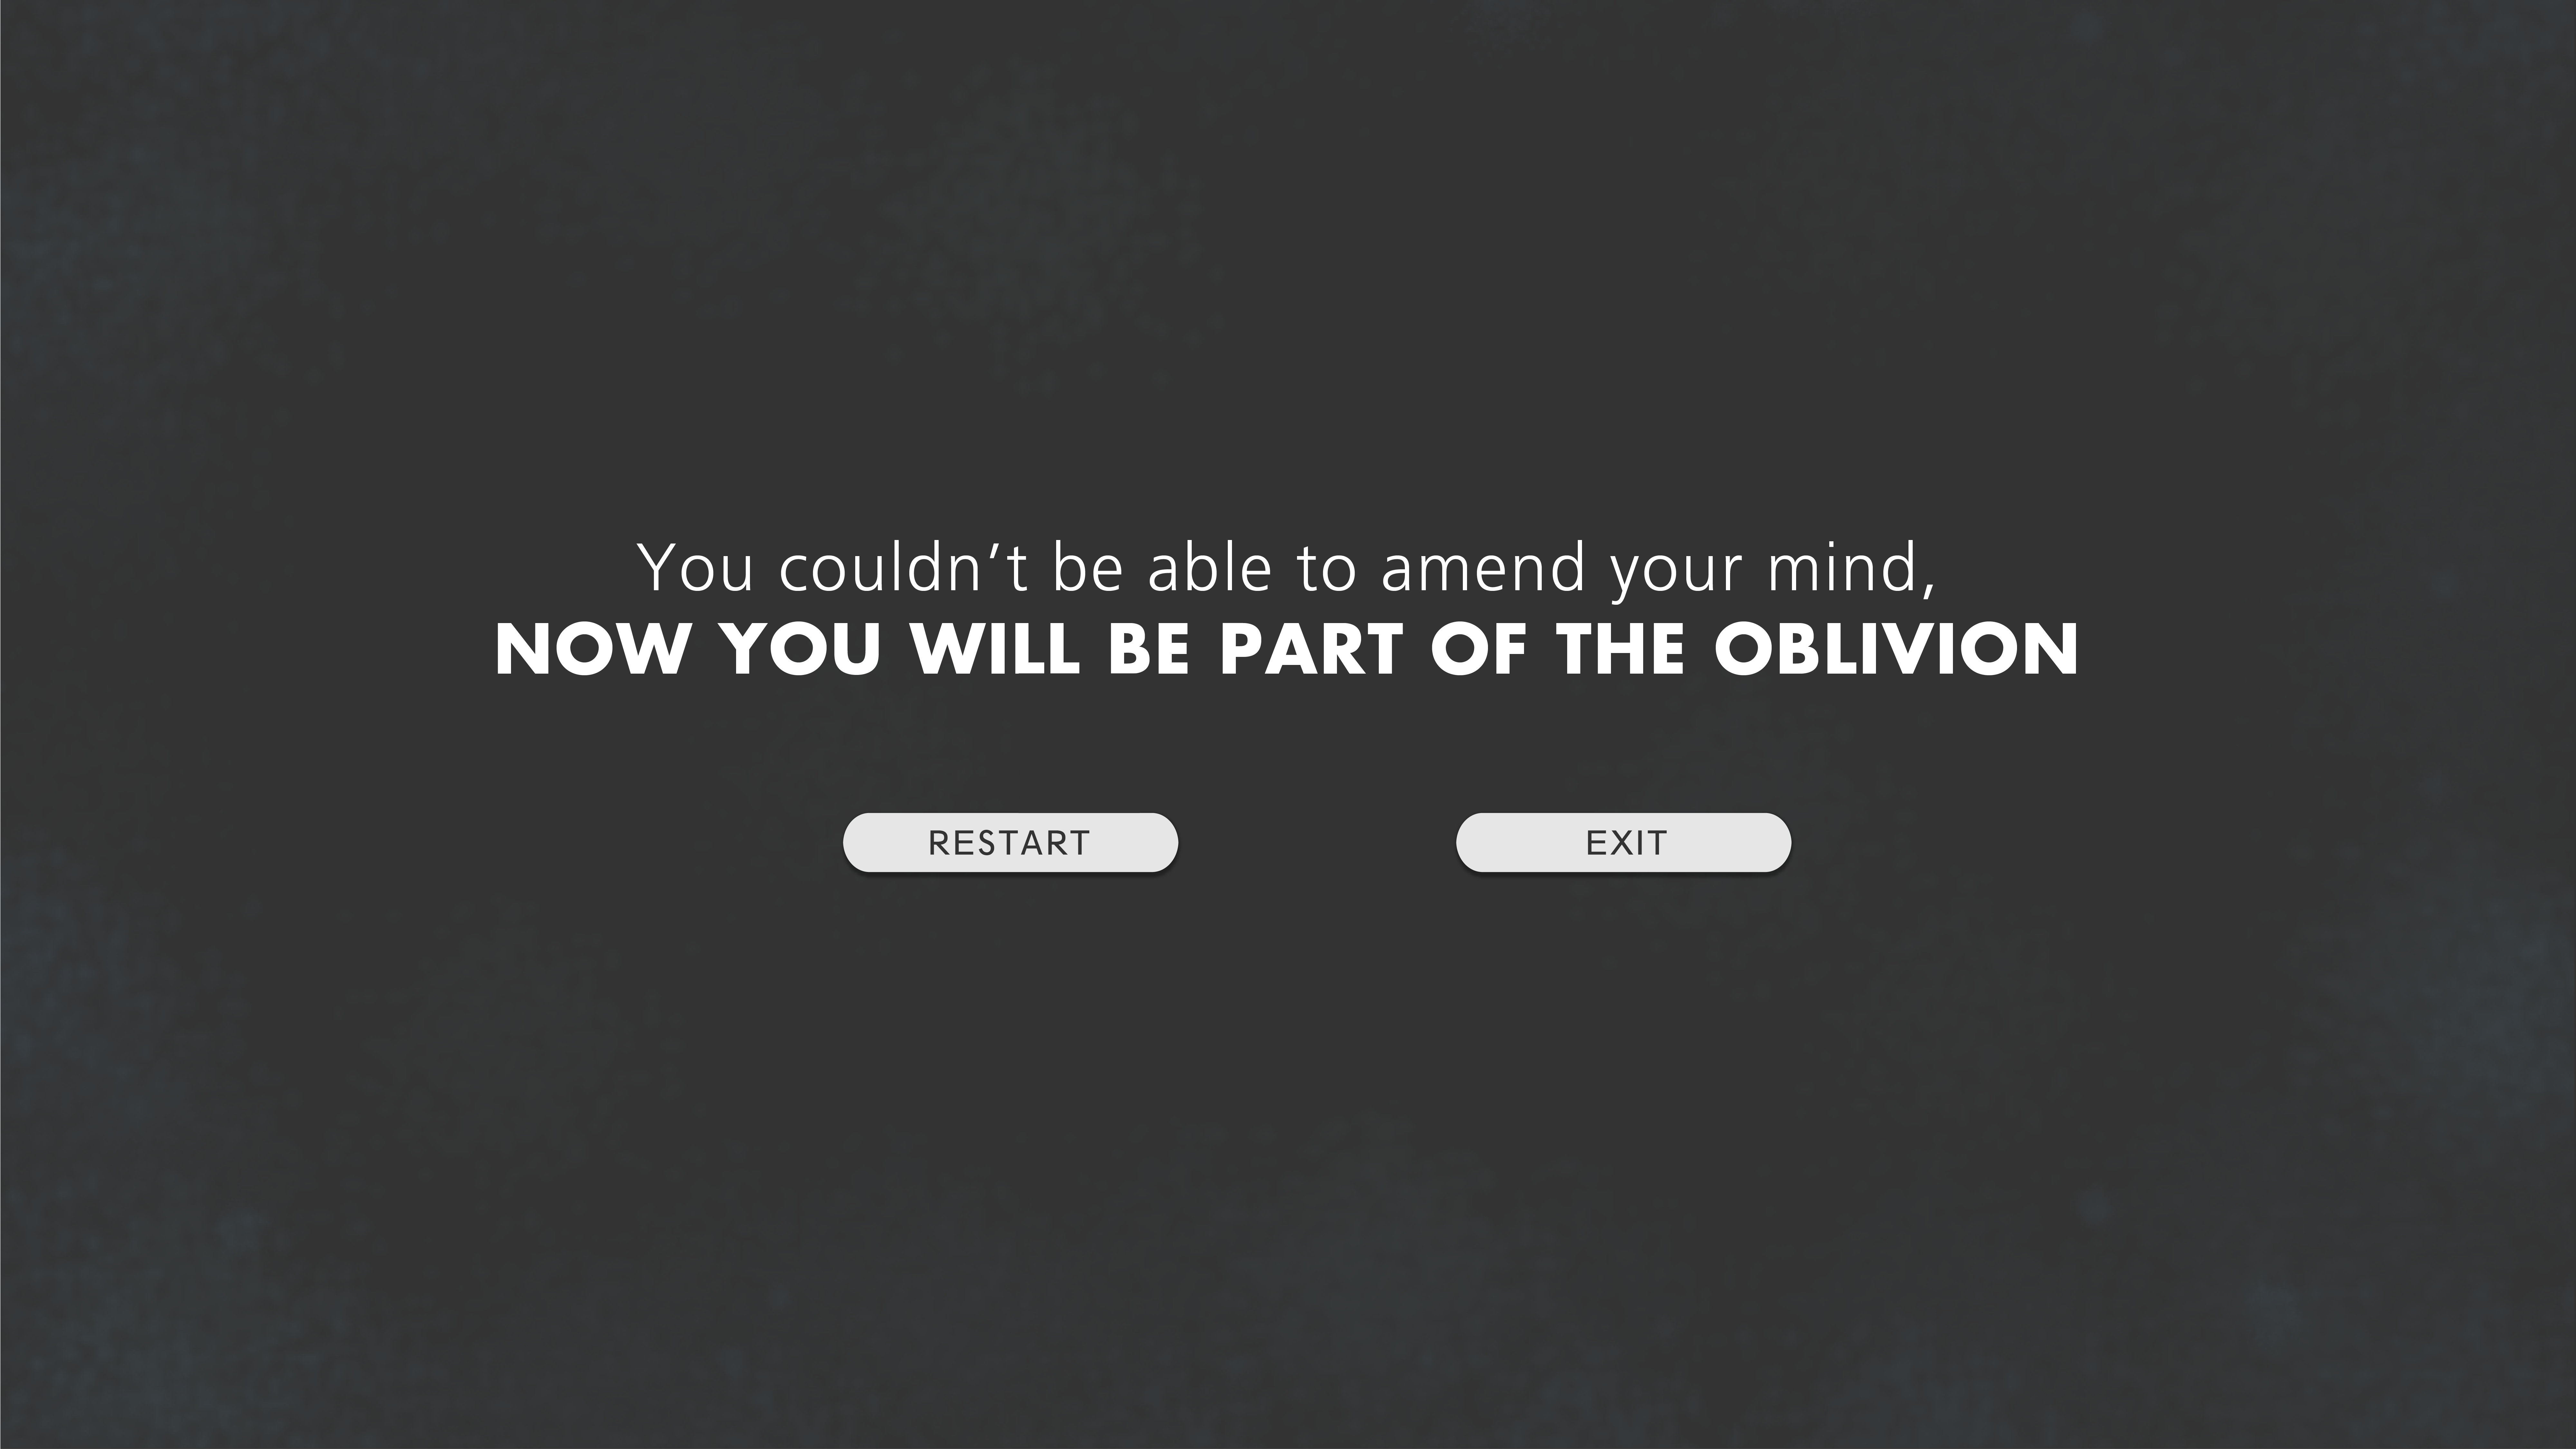 You couldn’t be able to amend your mind,
NOW YOU WILL BE PART OF THE OBLIVION
RESTART
EXIT